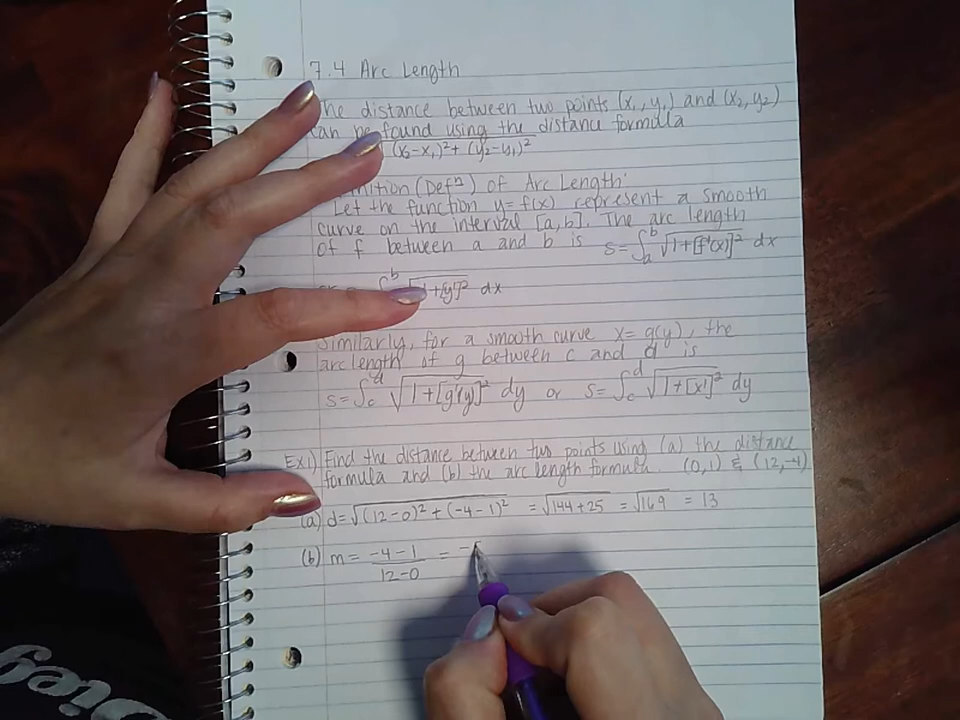 7.4 Arc Length
The distance between two points (x₁, y₁) and (x₂, y₂)
can be found using the distance formula
(x₂-x₁)²+(y₂-y₁)²
(Defⁿ) of Arc Length:
Let the function y=f(x) represent a smooth
curve on the interval [a,b]. The arc length
of f between a and b is s=∫ₐᵇ √1+[f'(x)]² dx
∫ᵇ √1+[y']² dx
Similarly, for a smooth curve x=g(y), the
arc length of g between c and d is
s=∫ᶜᵈ √1+[g'(y)]² dy or s=∫ᶜᵈ √1+[x']² dy
Ex1) Find the distance between two points using (a) the distance
formula and (b) the arc length formula. (0,1) & (12,-4)
(a) d=√(12-0)²+(-4-1)² =√144+25 =√169 = 13
(b) m = -4-1/12-0 = -5